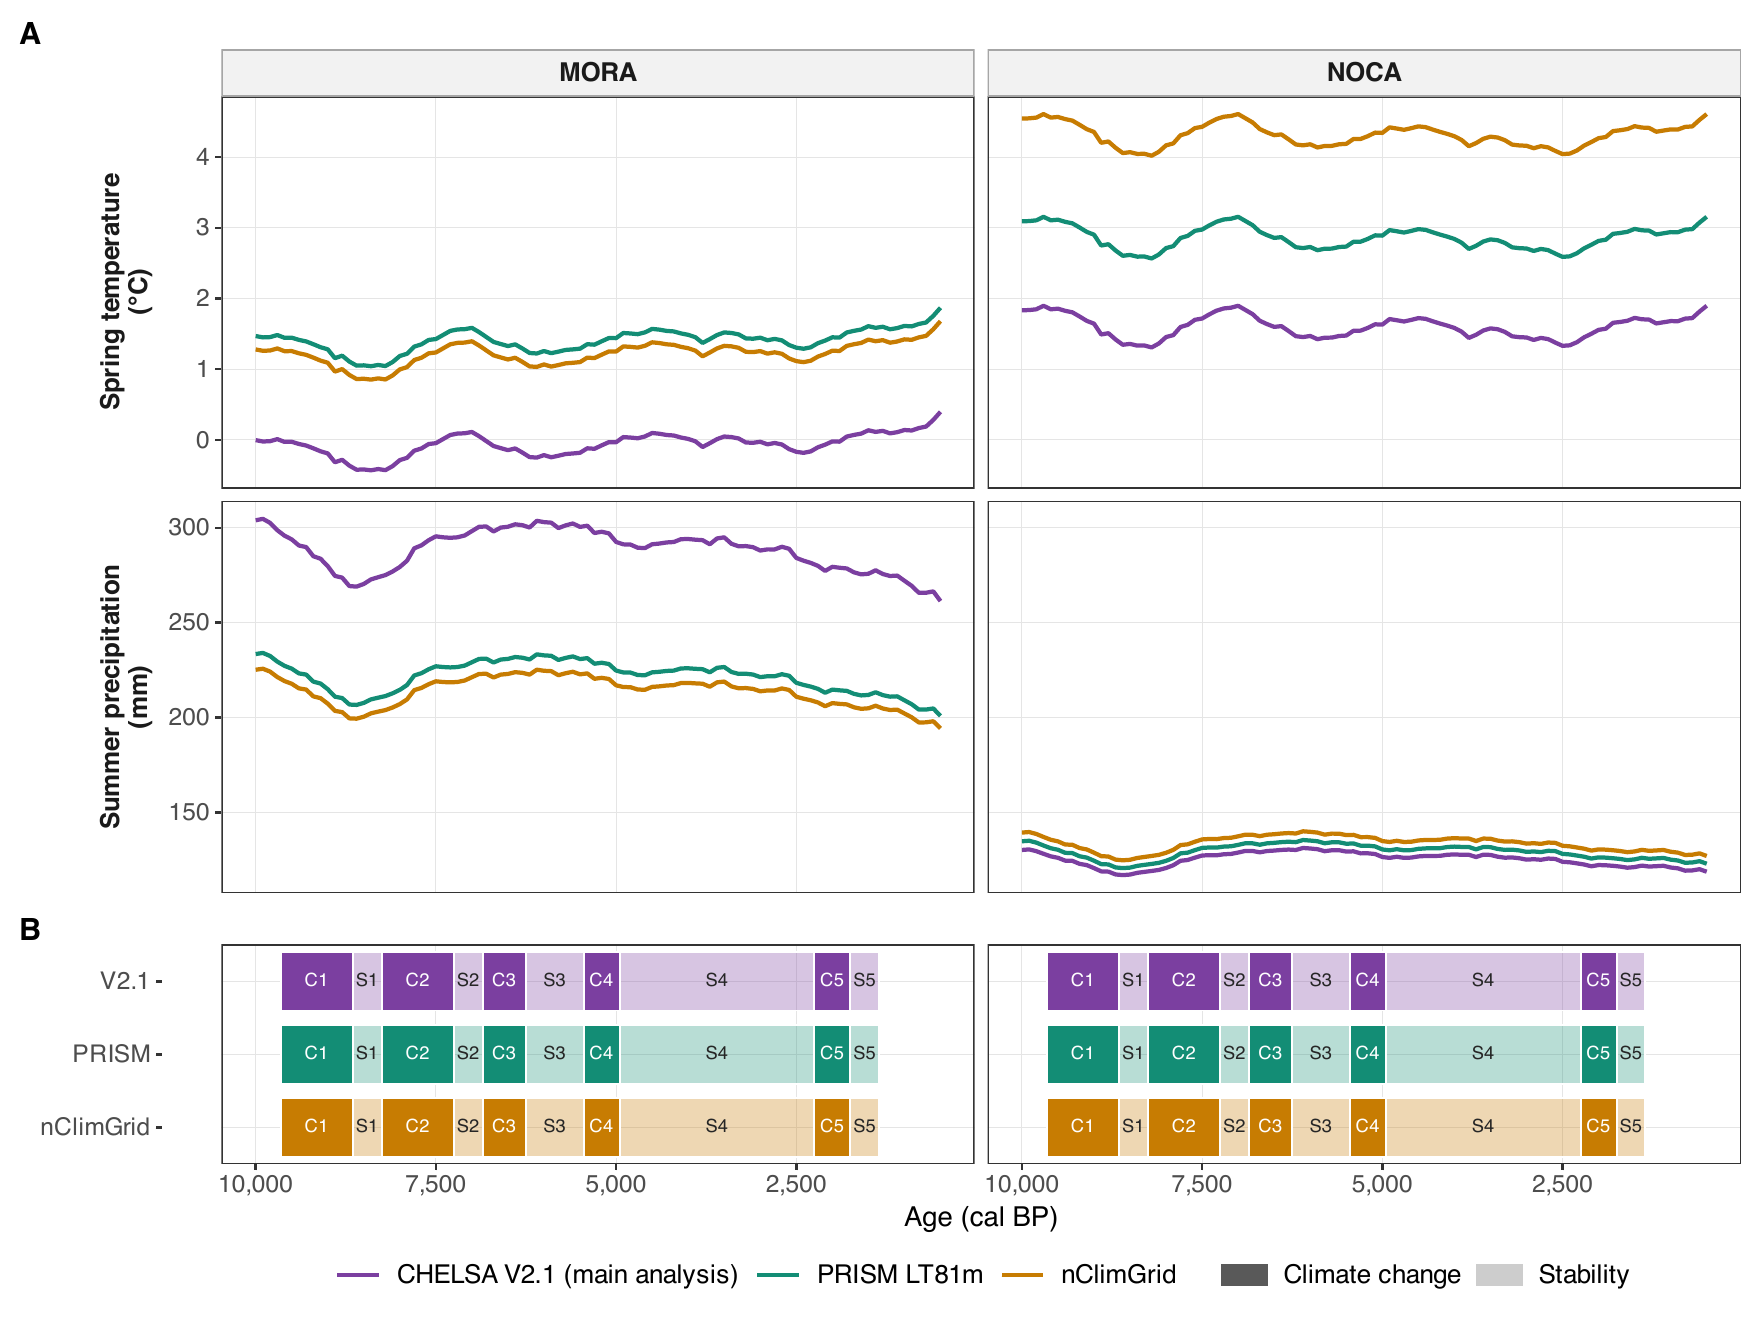 A
MORA
NOCA
Spring temperature
(°C)
4
3
2
1
0
Summer precipitation
(mm)
300
250
200
150
B
V2.1
C1 S1 C2 S2 C3 S3 C4 S4 C5 S5
C1 S1 C2 S2 C3 S3 C4 S4 C5 S5
PRISM
C1 S1 C2 S2 C3 S3 C4 S4 C5 S5
C1 S1 C2 S2 C3 S3 C4 S4 C5 S5
nClimGrid
C1 S1 C2 S2 C3 S3 C4 S4 C5 S5
C1 S1 C2 S2 C3 S3 C4 S4 C5 S5
10,000 7,500 5,000 2,500
10,000 7,500 5,000 2,500
Age (cal BP)
CHELSA V2.1 (main analysis) PRISM LT81m nClimGrid Climate change Stability